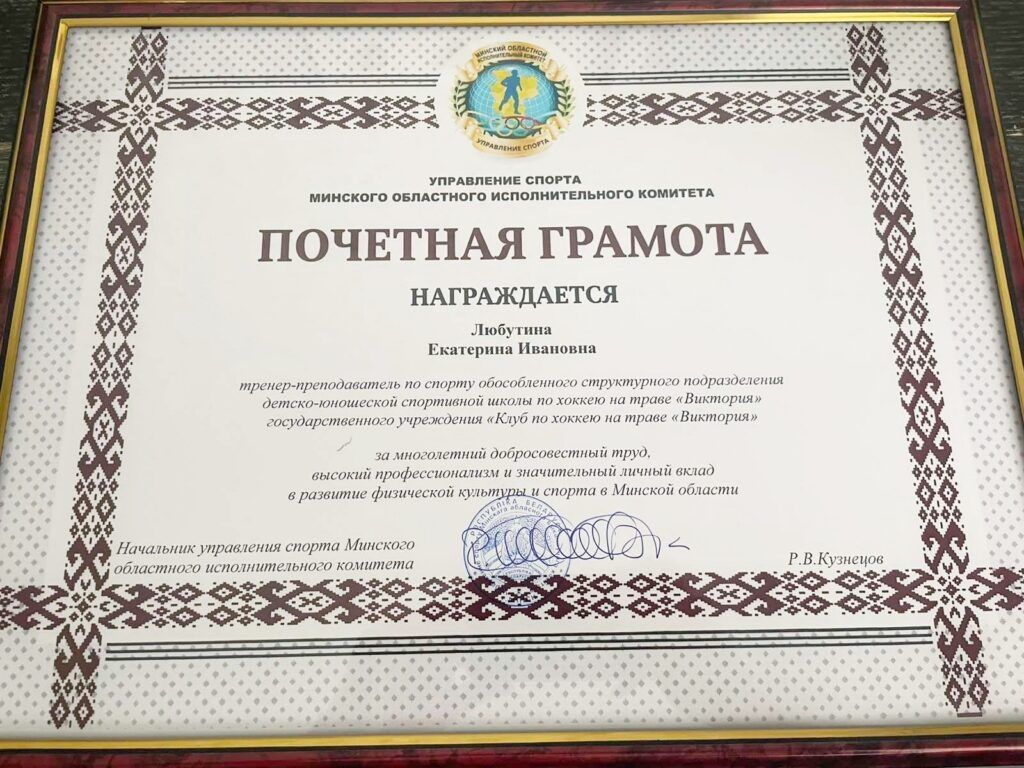 МИНСКИЙ ОБЛАСТНОЙ
ИСПОЛНИТЕЛЬНЫЙ КОМИТЕТ
УПРАВЛЕНИЕ СПОРТА
УПРАВЛЕНИЕ СПОРТА
МИНСКОГО ОБЛАСТНОГО ИСПОЛНИТЕЛЬНОГО КОМИТЕТА
ПОЧЕТНАЯ ГРАМОТА
НАГРАЖДАЕТСЯ
Любутина
Екатерина Ивановна
тренер-преподаватель по спорту обособленного структурного подразделения
детско-юношеской спортивной школы по хоккею на траве «Виктория»
государственного учреждения «Клуб по хоккею на траве «Виктория»
за многолетний добросовестный труд,
высокий профессионализм и значительный личный вклад
в развитие физической культуры и спорта в Минской области
РЭСПУБЛІКА БЕЛАРУСЬ
Начальник управления спорта Минского
областного исполнительного комитета
Р.В.Кузнецов